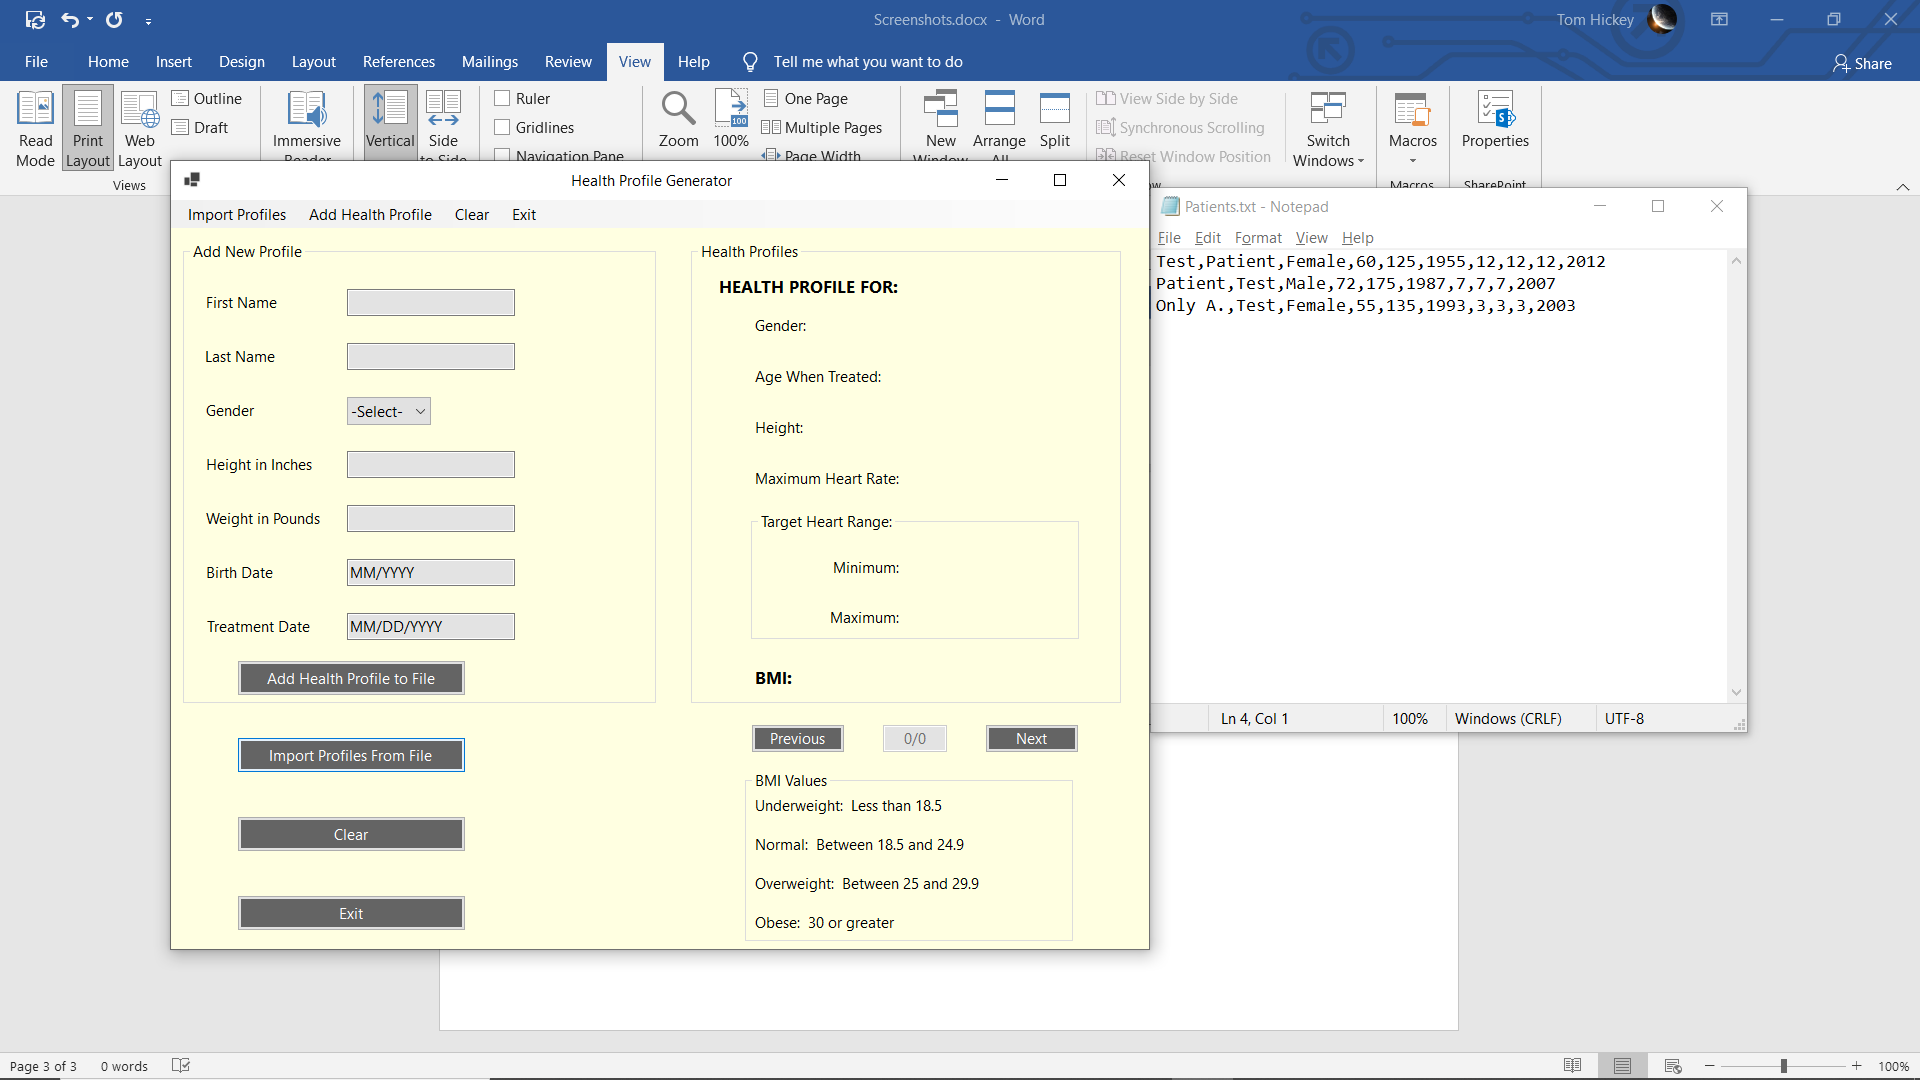 Screenshots.docx - Word
Tom Hickey
File Home Insert Design Layout References Mailings Review View Help Tell me what you want to do
Share
Read Mode
Print Layout
Web Layout
Outline
Draft
Views
Immersive Reader
Vertical
Side to Side
Ruler
Gridlines
Navigation Pane
Zoom
100
100%
One Page
Multiple Pages
Page Width
New Window
Arrange All
Split
View Side by Side
Synchronous Scrolling
Reset Window Position
Switch Windows
Macros
Macros
Properties
SharePoint
Health Profile Generator
Import Profiles Add Health Profile Clear Exit
Add New Profile
First Name
Last Name
Gender -Select-
Height in Inches
Weight in Pounds
Birth Date MM/YYYY
Treatment Date MM/DD/YYYY
Add Health Profile to File
Import Profiles From File
Clear
Exit
Health Profiles
HEALTH PROFILE FOR:
Gender:
Age When Treated:
Height:
Maximum Heart Rate:
Target Heart Range:
Minimum:
Maximum:
BMI:
Previous 0/0 Next
BMI Values
Underweight: Less than 18.5
Normal: Between 18.5 and 24.9
Overweight: Between 25 and 29.9
Obese: 30 or greater
Patients.txt - Notepad
File Edit Format View Help
Test,Patient,Female,60,125,1955,12,12,12,2012
Patient,Test,Male,72,175,1987,7,7,7,2007
Only A.,Test,Female,55,135,1993,3,3,3,2003
Ln 4, Col 1 100% Windows (CRLF) UTF-8
Page 3 of 3 0 words
100%